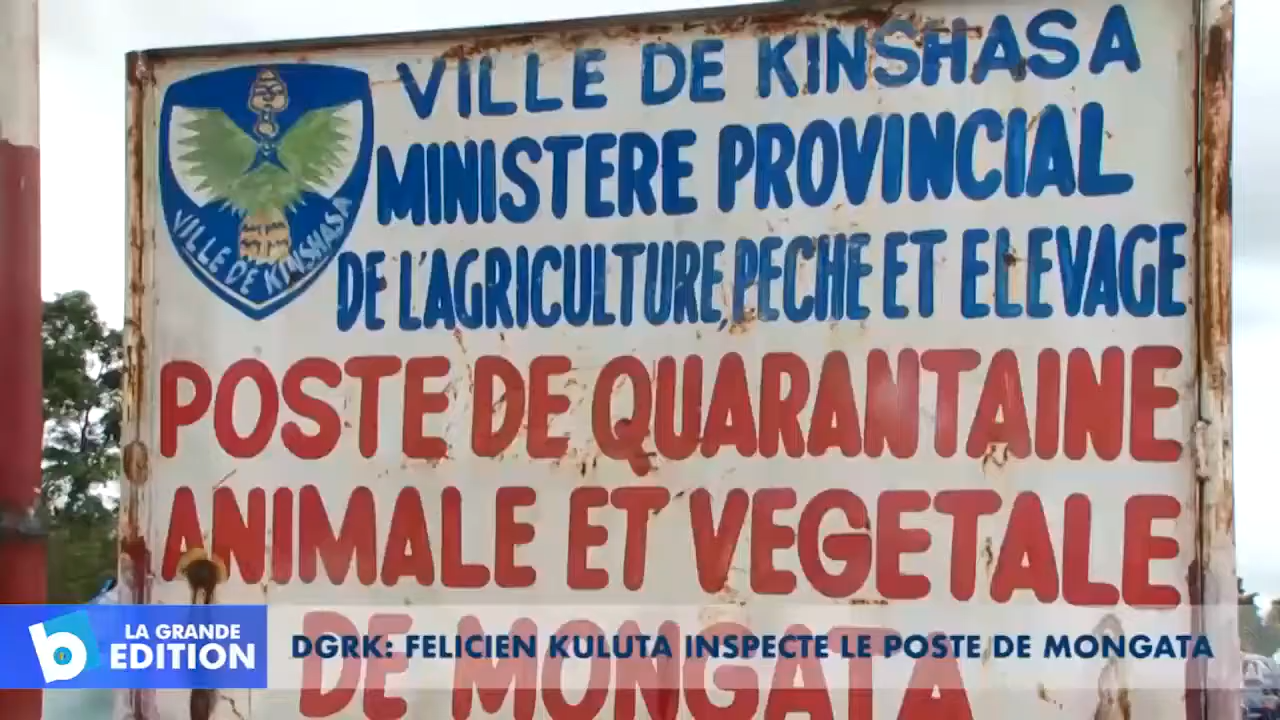 VILLE DE KINSHASA
MINISTERE PROVINCIAL
DE L'AGRICULTURE, PECHE ET ELEVAGE
VILLE DE KINSHASA
POSTE DE QUARANTAINE
ANIMALE ET VEGETALE
DE MONGATA
b LA GRANDE
EDITION
DGRK: FELICIEN KULUTA INSPECTE LE POSTE DE MONGATA